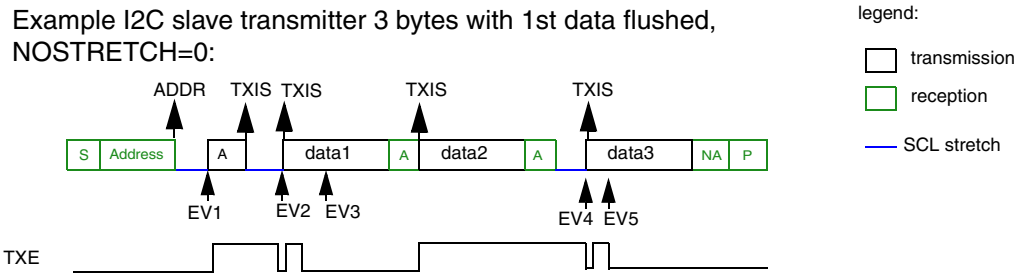 Example I2C slave transmitter 3 bytes with 1st data flushed,
NOSTRETCH=0:
legend:
transmission
reception
SCL stretch
ADDR TXIS TXIS TXIS TXIS
S Address A data1 A data2 A data3 NA P
EV1 EV2 EV3 EV4 EV5
TXE